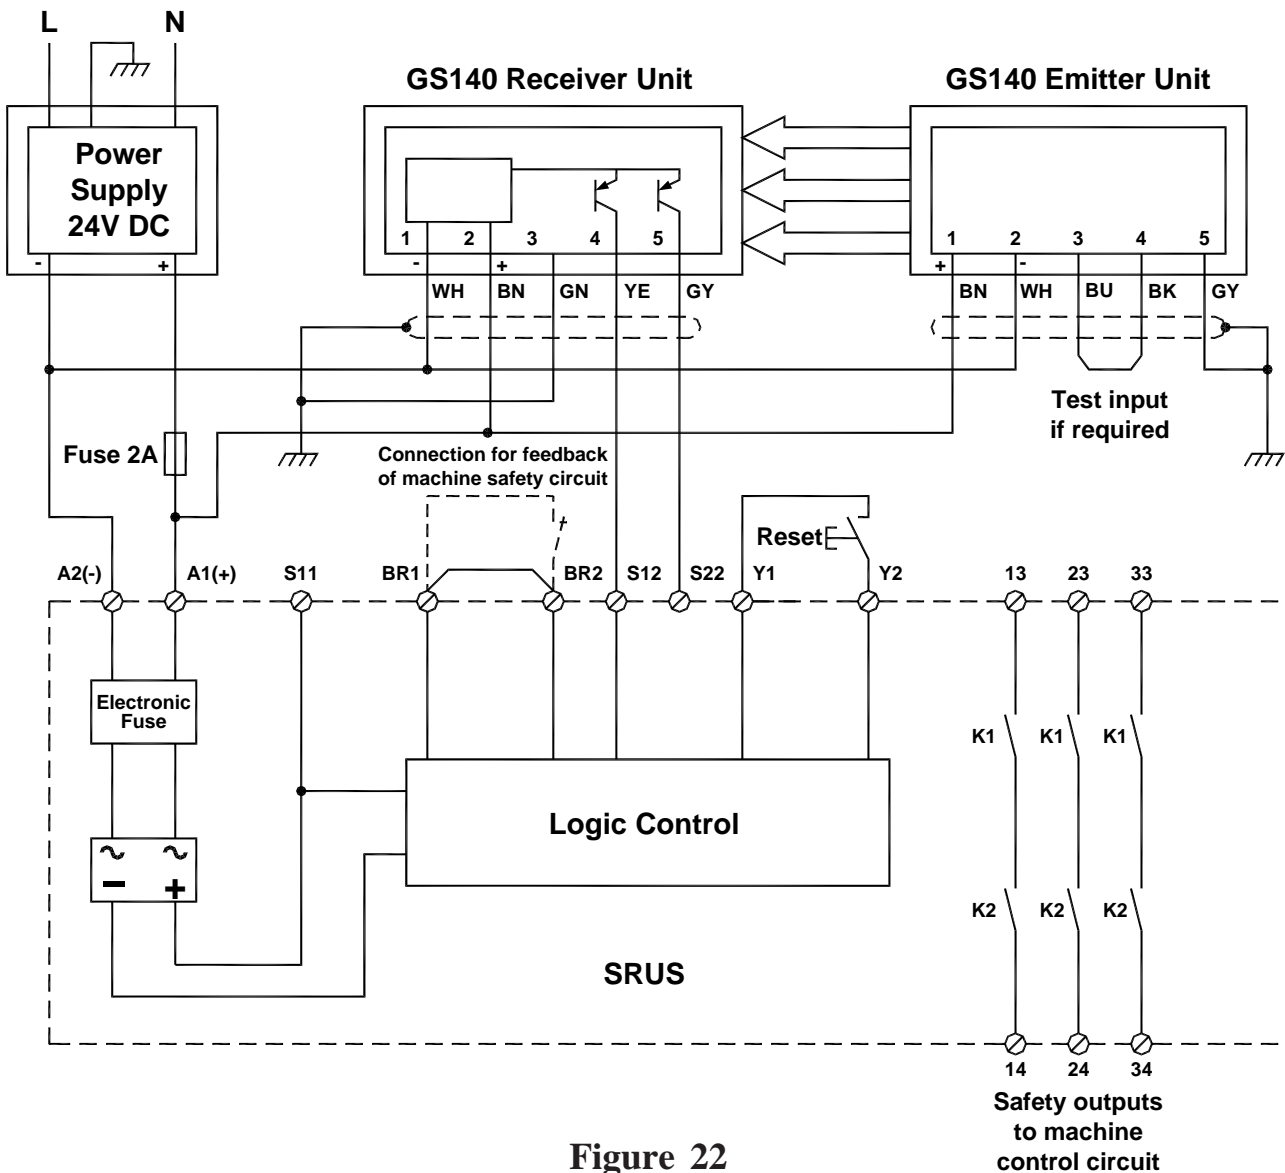 L N
GS140 Receiver Unit
GS140 Emitter Unit
Power
Supply
24V DC
- +
1 2 3 4 5
- +
WH BN GN YE GY
1 2 3 4 5
+ -
BN WH BU BK GY
Test input
if required
Fuse 2A
Connection for feedback
of machine safety circuit
Reset
A2(-) A1(+) S11 BR1 BR2 S12 S22 Y1 Y2 13 23 33
Electronic
Fuse
K1 K1 K1
Logic Control
~ ~
− +
K2 K2 K2
SRUS
14 24 34
Safety outputs
to machine
control circuit
Figure 22